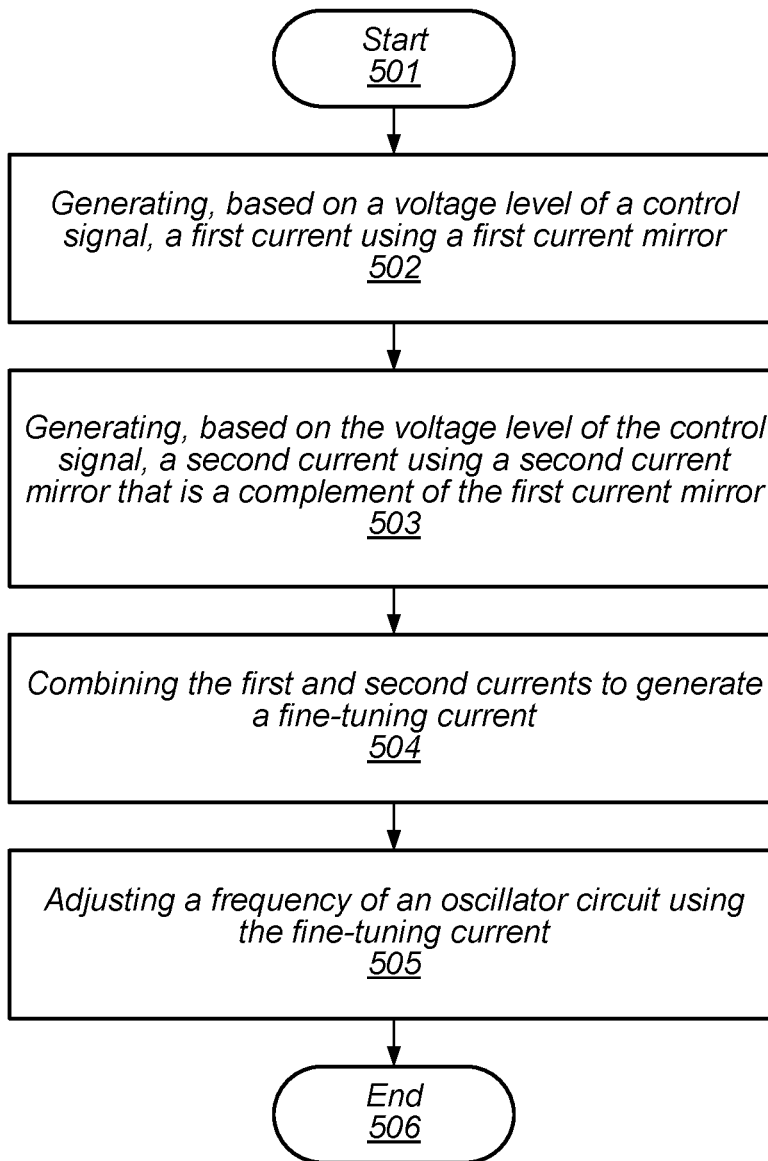 Start
501
Generating, based on a voltage level of a control
signal, a first current using a first current mirror
502
Generating, based on the voltage level of the control
signal, a second current using a second current
mirror that is a complement of the first current mirror
503
Combining the first and second currents to generate
a fine-tuning current
504
Adjusting a frequency of an oscillator circuit using
the fine-tuning current
505
End
506